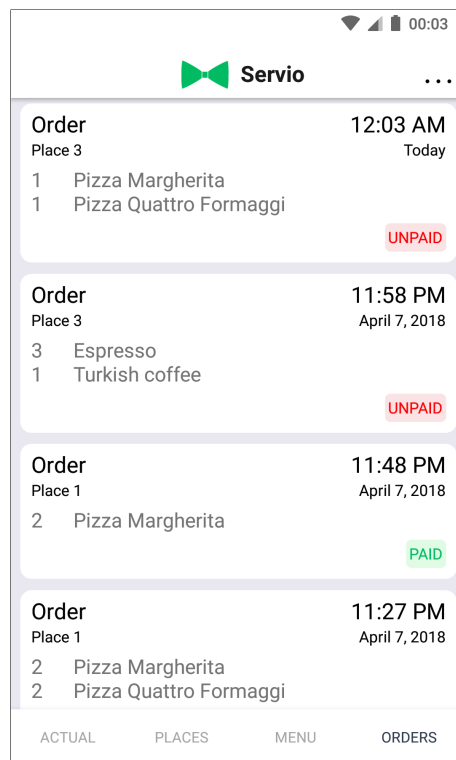 00:03
Servio
...
Order 12:03 AM
Place 3 Today
1 Pizza Margherita
1 Pizza Quattro Formaggi
UNPAID
Order 11:58 PM
Place 3 April 7, 2018
3 Espresso
1 Turkish coffee
UNPAID
Order 11:48 PM
Place 1 April 7, 2018
2 Pizza Margherita
PAID
Order 11:27 PM
Place 1 April 7, 2018
2 Pizza Margherita
2 Pizza Quattro Formaggi
ACTUAL PLACES MENU ORDERS